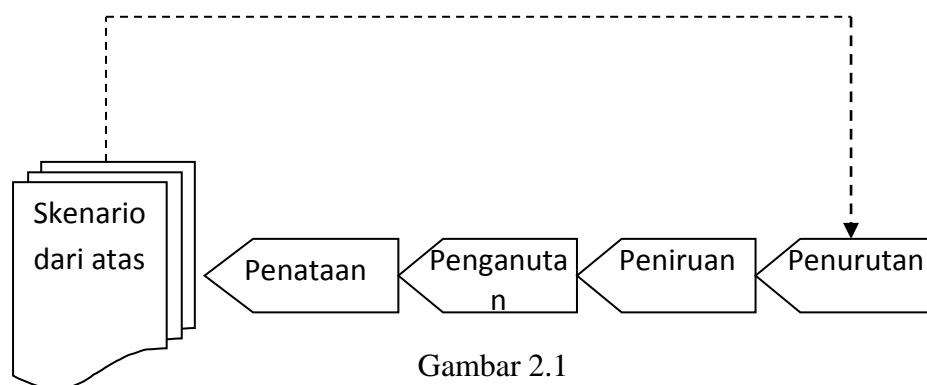 Skenario
dari atas
Penataan
Penganuta
n
Peniruan
Penurutan
Gambar 2.1